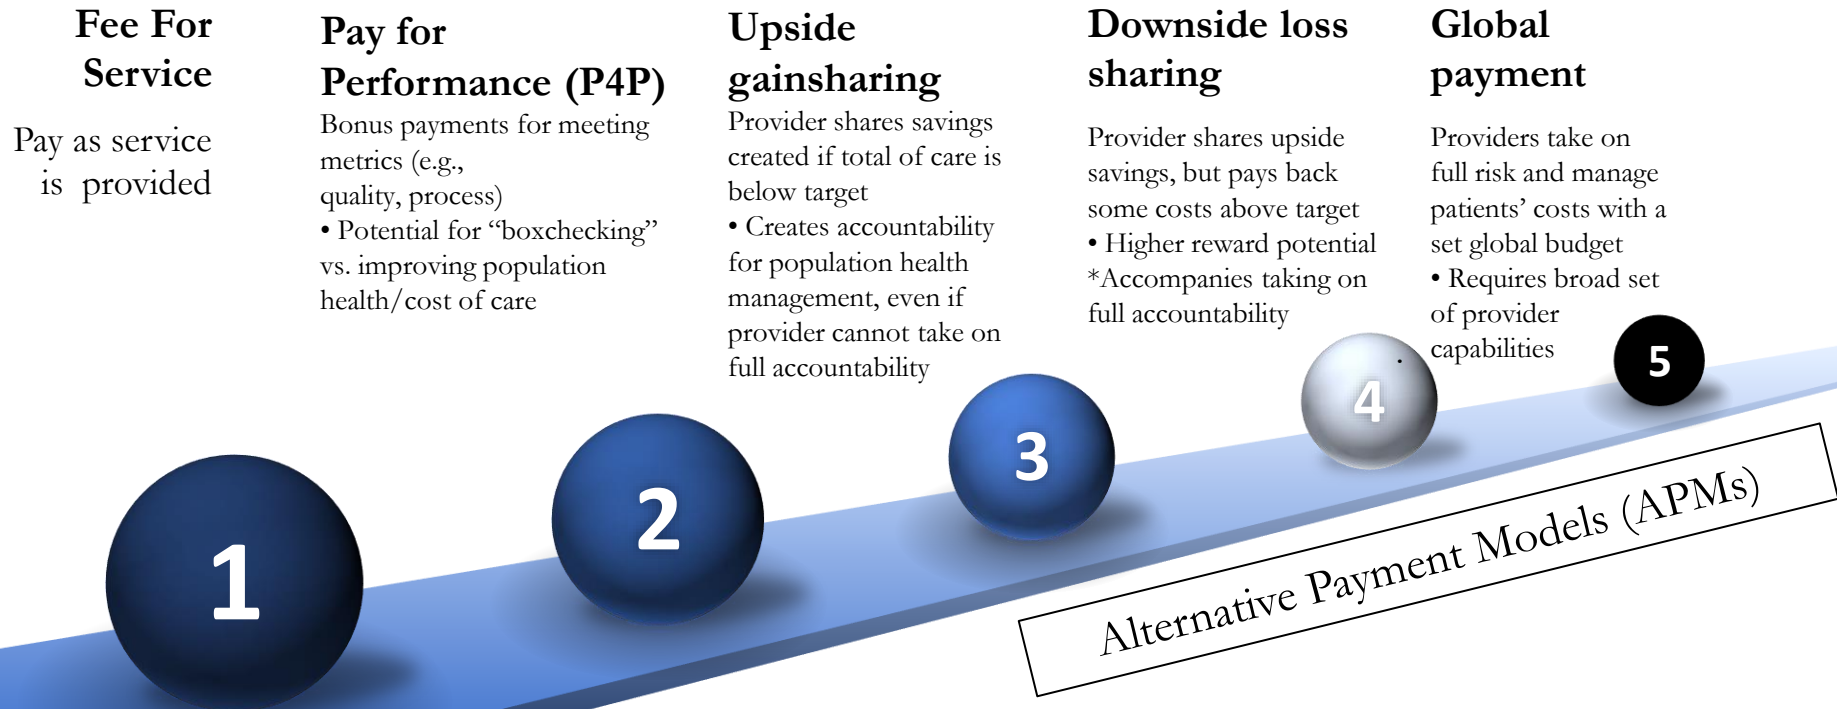 Fee For
Service
Pay as service
is provided
Pay for
Performance (P4P)
Bonus payments for meeting
metrics (e.g.,
quality, process)
• Potential for “boxchecking”
vs. improving population
health/cost of care
Upside
gainsharing
Provider shares savings
created if total of care is
below target
• Creates accountability
for population health
management, even if
provider cannot take on
full accountability
Downside loss
sharing
Provider shares upside
savings, but pays back
some costs above target
• Higher reward potential
*Accompanies taking on
full accountability
Global
payment
Providers take on
full risk and manage
patients’ costs with a
set global budget
• Requires broad set
of provider
capabilities
1
2
3
4
5
Alternative Payment Models (APMs)